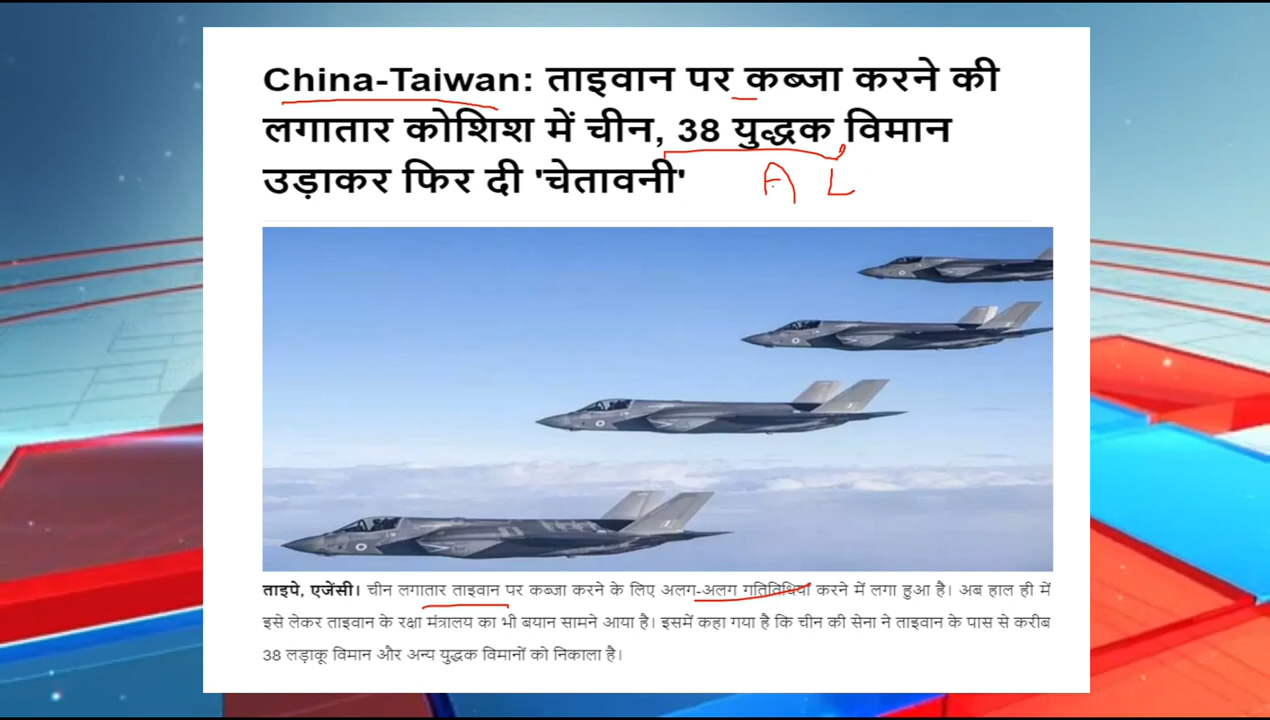 China-Taiwan: ताइवान पर कब्जा करने की
लगातार कोशिश में चीन, 38 युद्धक विमान
उड़ाकर फिर दी 'चेतावनी'
A L
ताइपे, एजेंसी। चीन लगातार ताइवान पर कब्जा करने के लिए अलग-अलग गतिविधियां करने में लगा हुआ है। अब हाल ही में
इसे लेकर ताइवान के रक्षा मंत्रालय का भी बयान सामने आया है। इसमें कहा गया है कि चीन की सेना ने ताइवान के पास से करीब
38 लड़ाकू विमान और अन्य युद्धक विमानों को निकाला है।